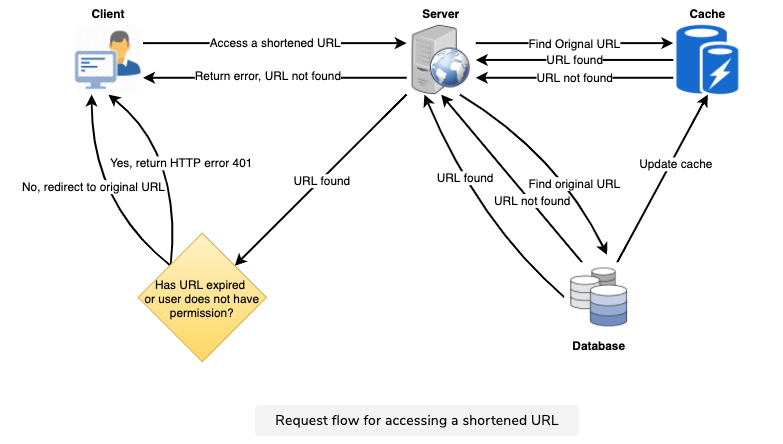 Client
Server
Cache
Access a shortened URL
Find Orignal URL
URL found
Return error, URL not found
URL not found
Yes, return HTTP error 401
No, redirect to original URL
URL found
URL found
Find original URL
URL not found
Update cache
Has URL expired
or user does not have
permission?
Database
Request flow for accessing a shortened URL